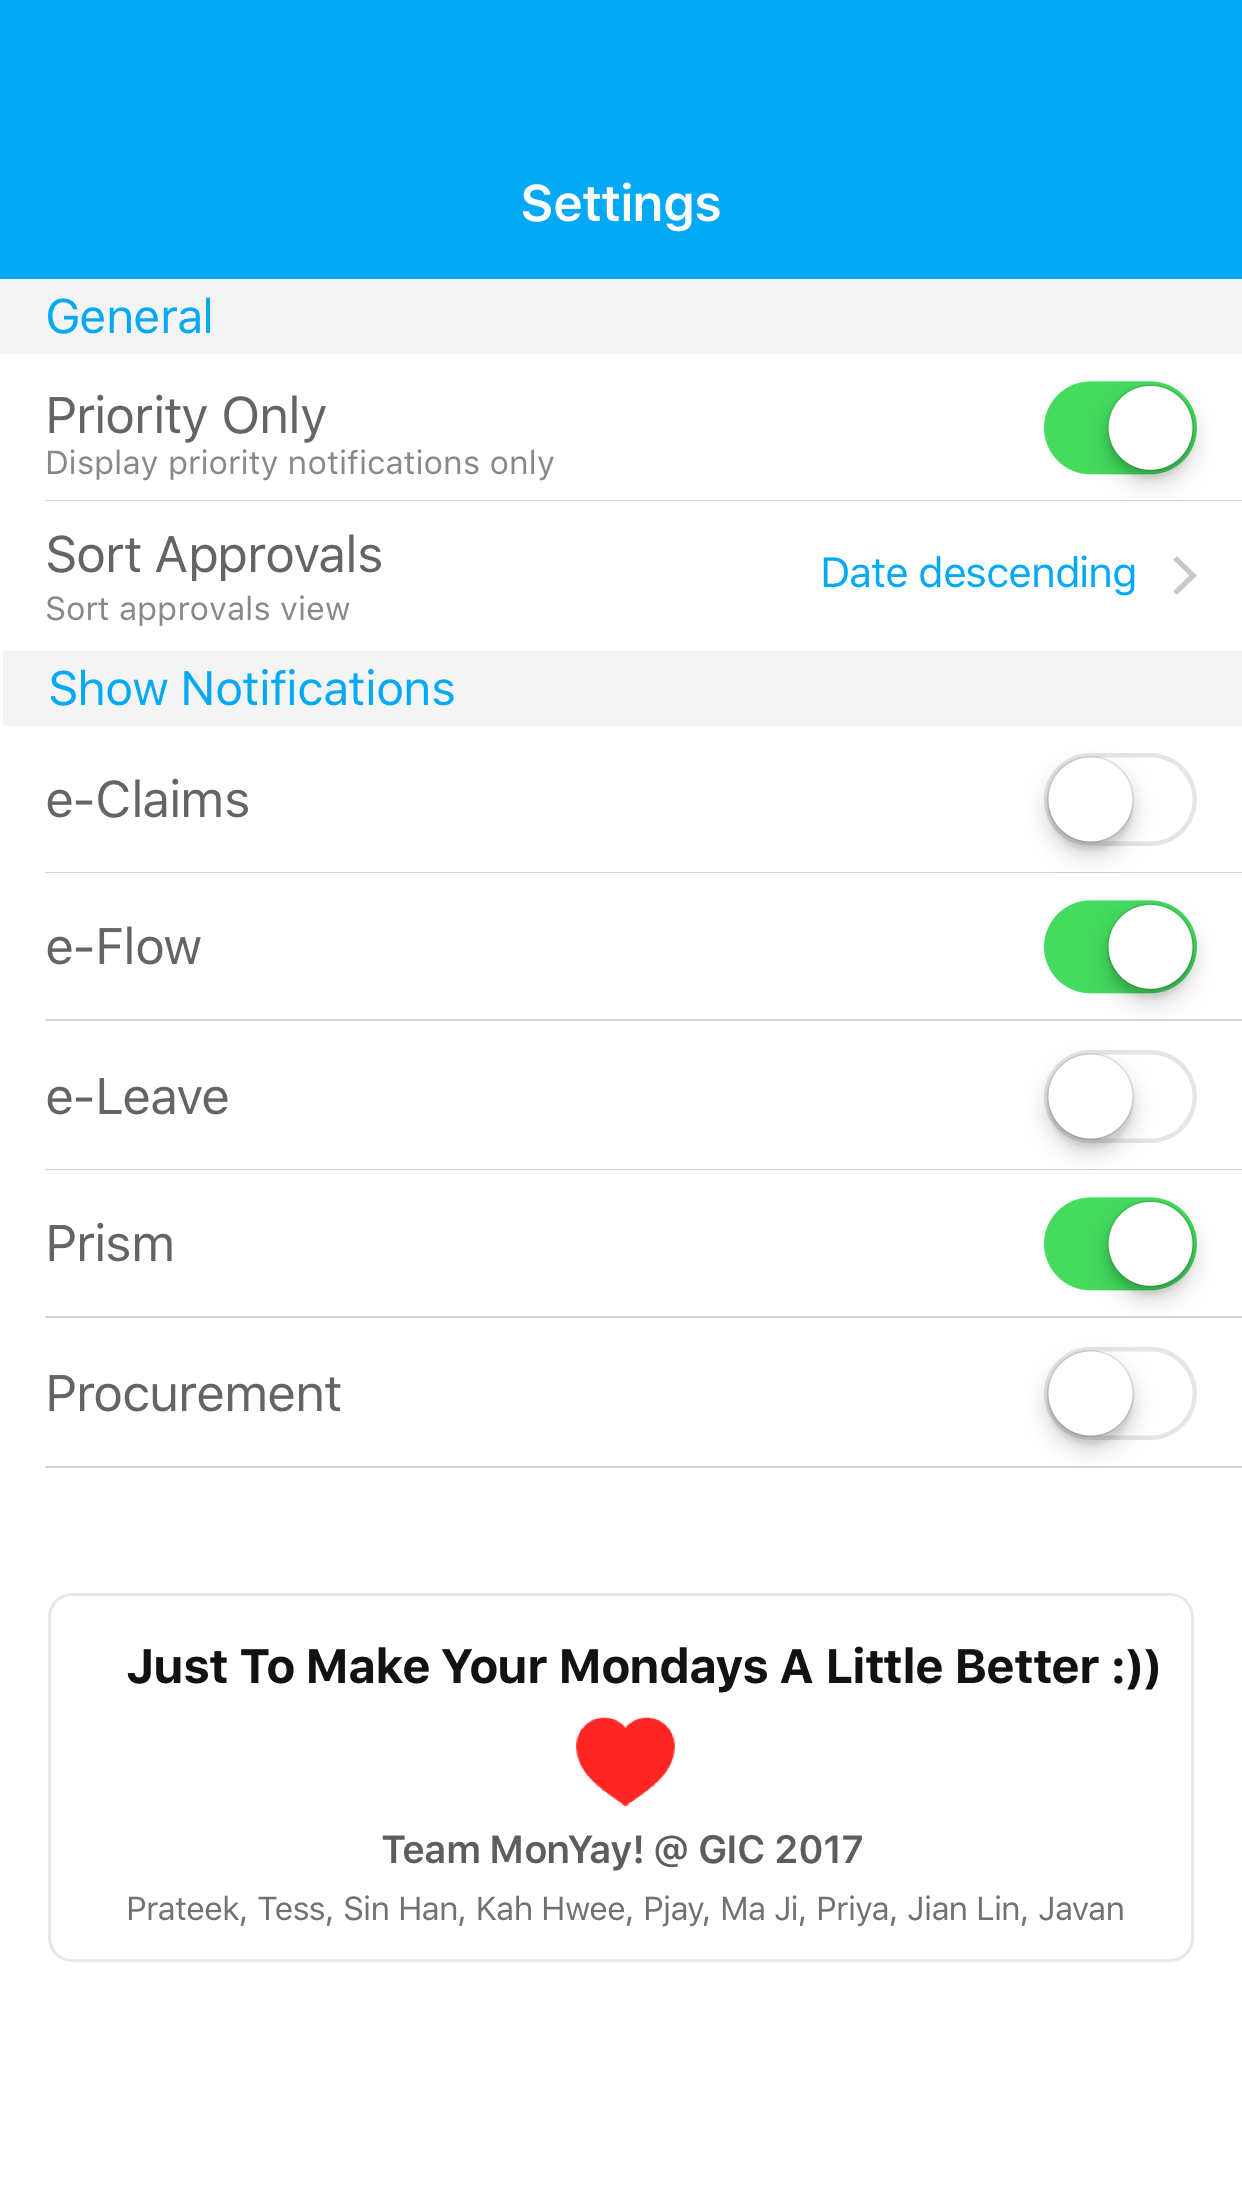 Settings
General
Priority Only
Display priority notifications only
Sort Approvals
Date descending
Sort approvals view
Show Notifications
e-Claims
e-Flow
e-Leave
Prism
Procurement
Just To Make Your Mondays A Little Better :))
Team MonYay! @ GIC 2017
Prateek, Tess, Sin Han, Kah Hwee, Pjay, Ma Ji, Priya, Jian Lin, Javan